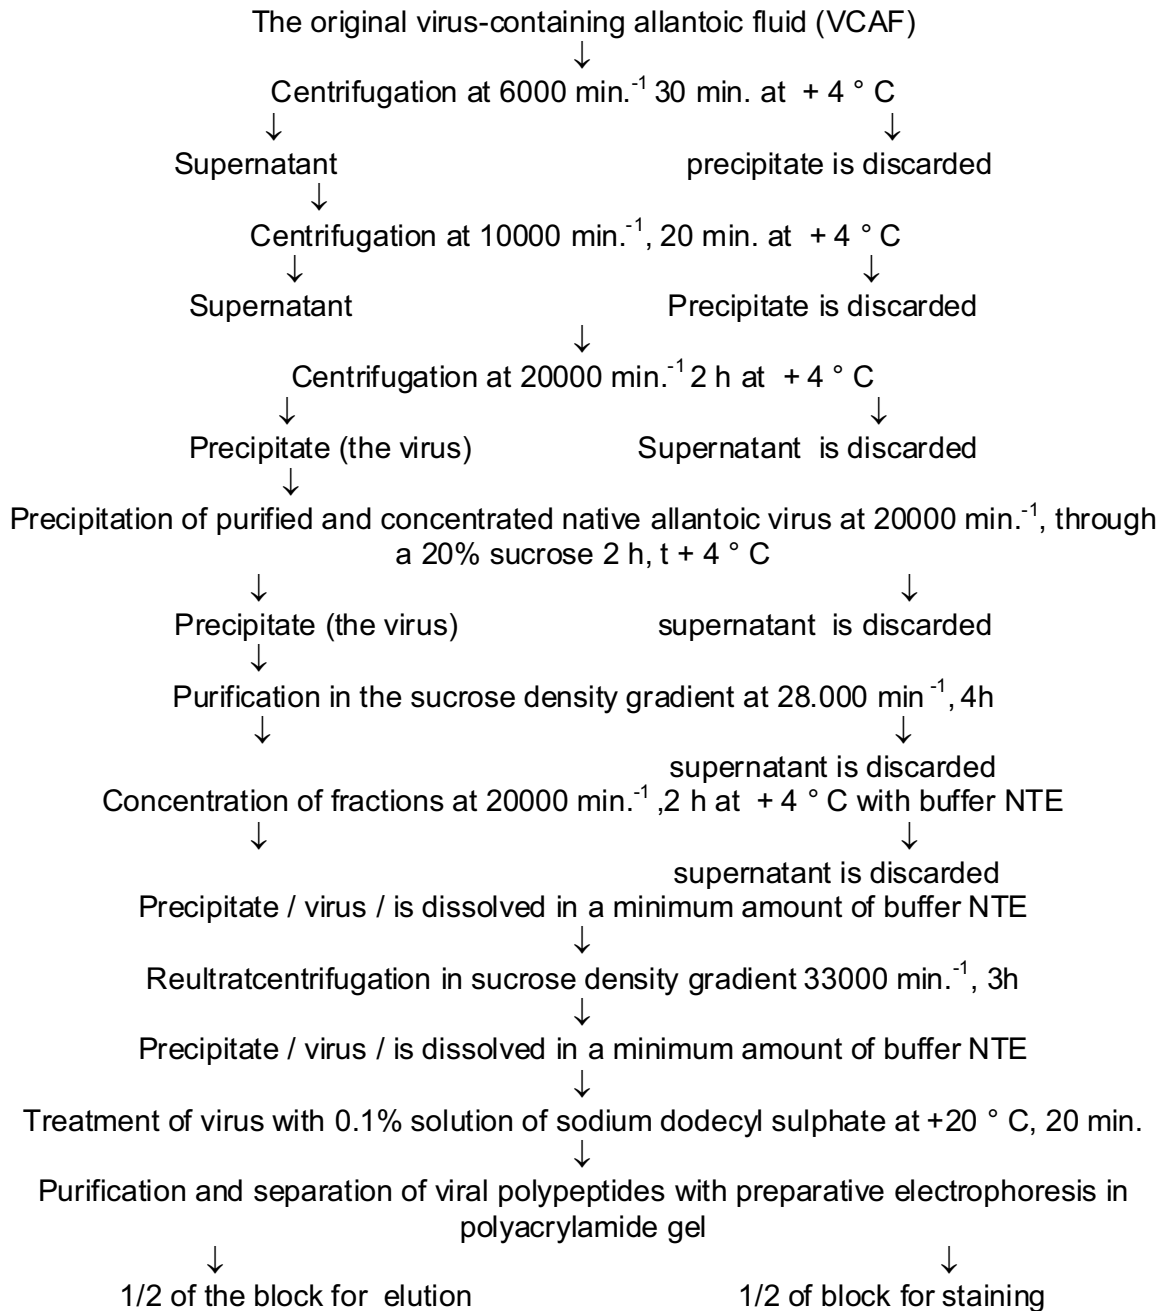 The original virus-containing allantoic fluid (VCAF)
↓
Centrifugation at 6000 min.⁻¹ 30 min. at + 4 ° C
↓ ↓
Supernatant precipitate is discarded
↓
Centrifugation at 10000 min.⁻¹, 20 min. at + 4 ° C
↓ ↓
Supernatant Precipitate is discarded
↓
Centrifugation at 20000 min.⁻¹ 2 h at + 4 ° C
↓ ↓
Precipitate (the virus) Supernatant is discarded
↓
Precipitation of purified and concentrated native allantoic virus at 20000 min.⁻¹, through
a 20% sucrose 2 h, t + 4 ° C
↓ ↓
Precipitate (the virus) supernatant is discarded
↓
Purification in the sucrose density gradient at 28.000 min ⁻¹, 4h
↓ ↓
supernatant is discarded
Concentration of fractions at 20000 min.⁻¹ ,2 h at + 4 ° C with buffer NTE
↓ ↓
supernatant is discarded
Precipitate / virus / is dissolved in a minimum amount of buffer NTE
↓
Reultratcentrifugation in sucrose density gradient 33000 min.⁻¹, 3h
↓
Precipitate / virus / is dissolved in a minimum amount of buffer NTE
↓
Treatment of virus with 0.1% solution of sodium dodecyl sulphate at +20 ° C, 20 min.
↓
Purification and separation of viral polypeptides with preparative electrophoresis in
polyacrylamide gel
↓ ↓
1/2 of the block for elution 1/2 of block for staining